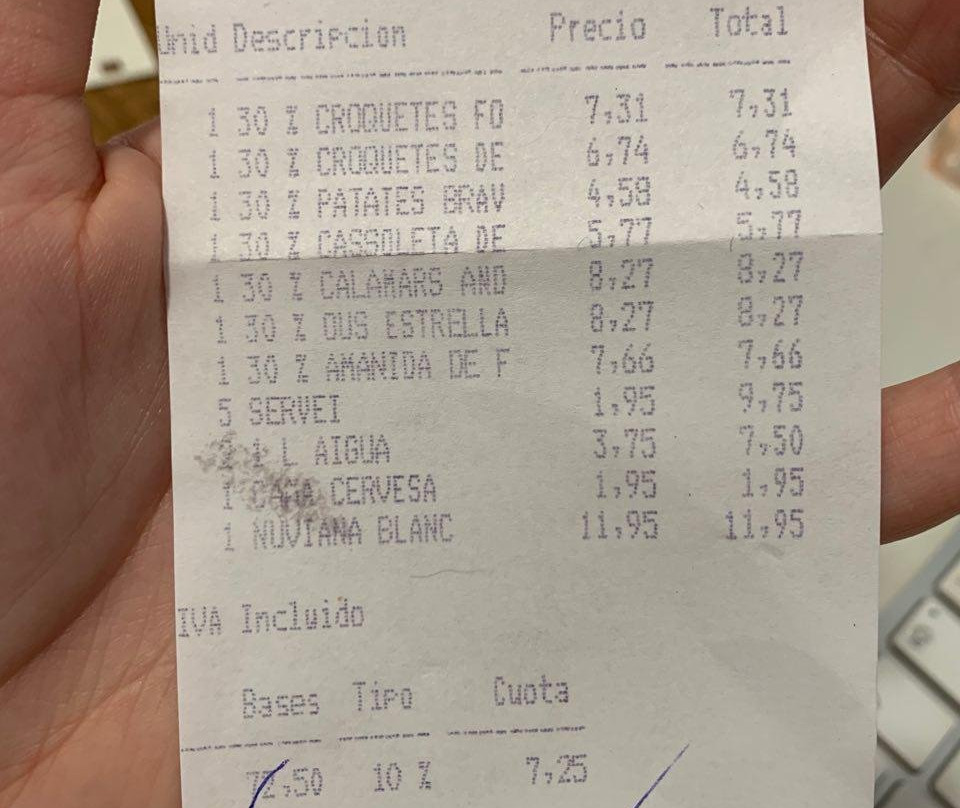 Unid Descripcion Precio Total
1 30 % CROQUETES FO 7,31 7,31
1 30 % CROQUETES DE 6,74 6,74
1 30 % PATATES BRAV 4,58 4,58
1 30 % CASSOLETA DE 5,77 5,77
1 30 % CALAMARS AND 8,27 8,27
1 30 % OUS ESTRELLA 8,27 8,27
1 30 % AMANIDA DE F 7,66 7,66
5 SERVEI 1,95 9,75
2 1 L AIGUA 3,75 7,50
1 CAÑA CERVESA 1,95 1,95
1 NUVIANA BLANC 11,95 11,95
IVA Incluido
Bases Tipo Cuota
72,50 10 % 7,25